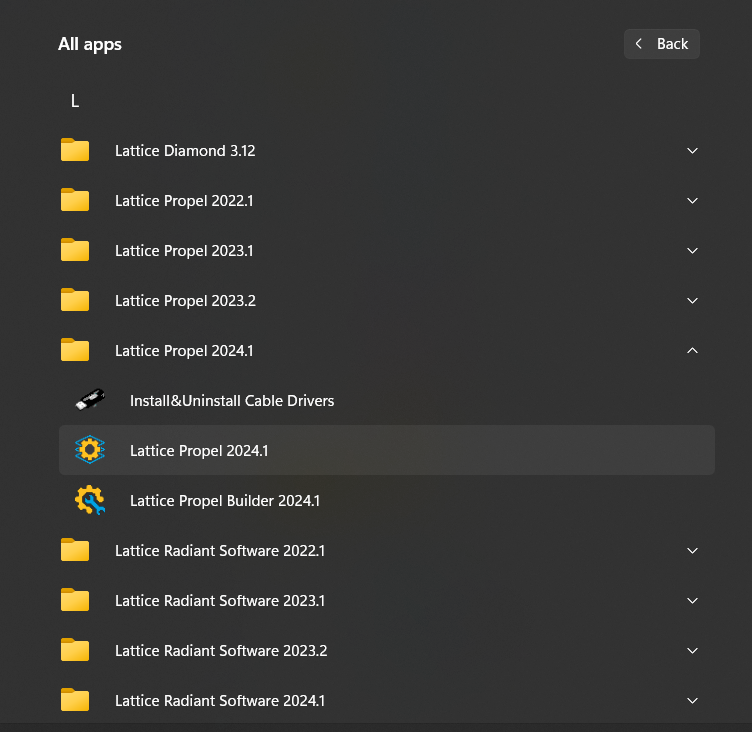 All apps
Back
L
Lattice Diamond 3.12
Lattice Propel 2022.1
Lattice Propel 2023.1
Lattice Propel 2023.2
Lattice Propel 2024.1
Install&Uninstall Cable Drivers
Lattice Propel 2024.1
Lattice Propel Builder 2024.1
Lattice Radiant Software 2022.1
Lattice Radiant Software 2023.1
Lattice Radiant Software 2023.2
Lattice Radiant Software 2024.1